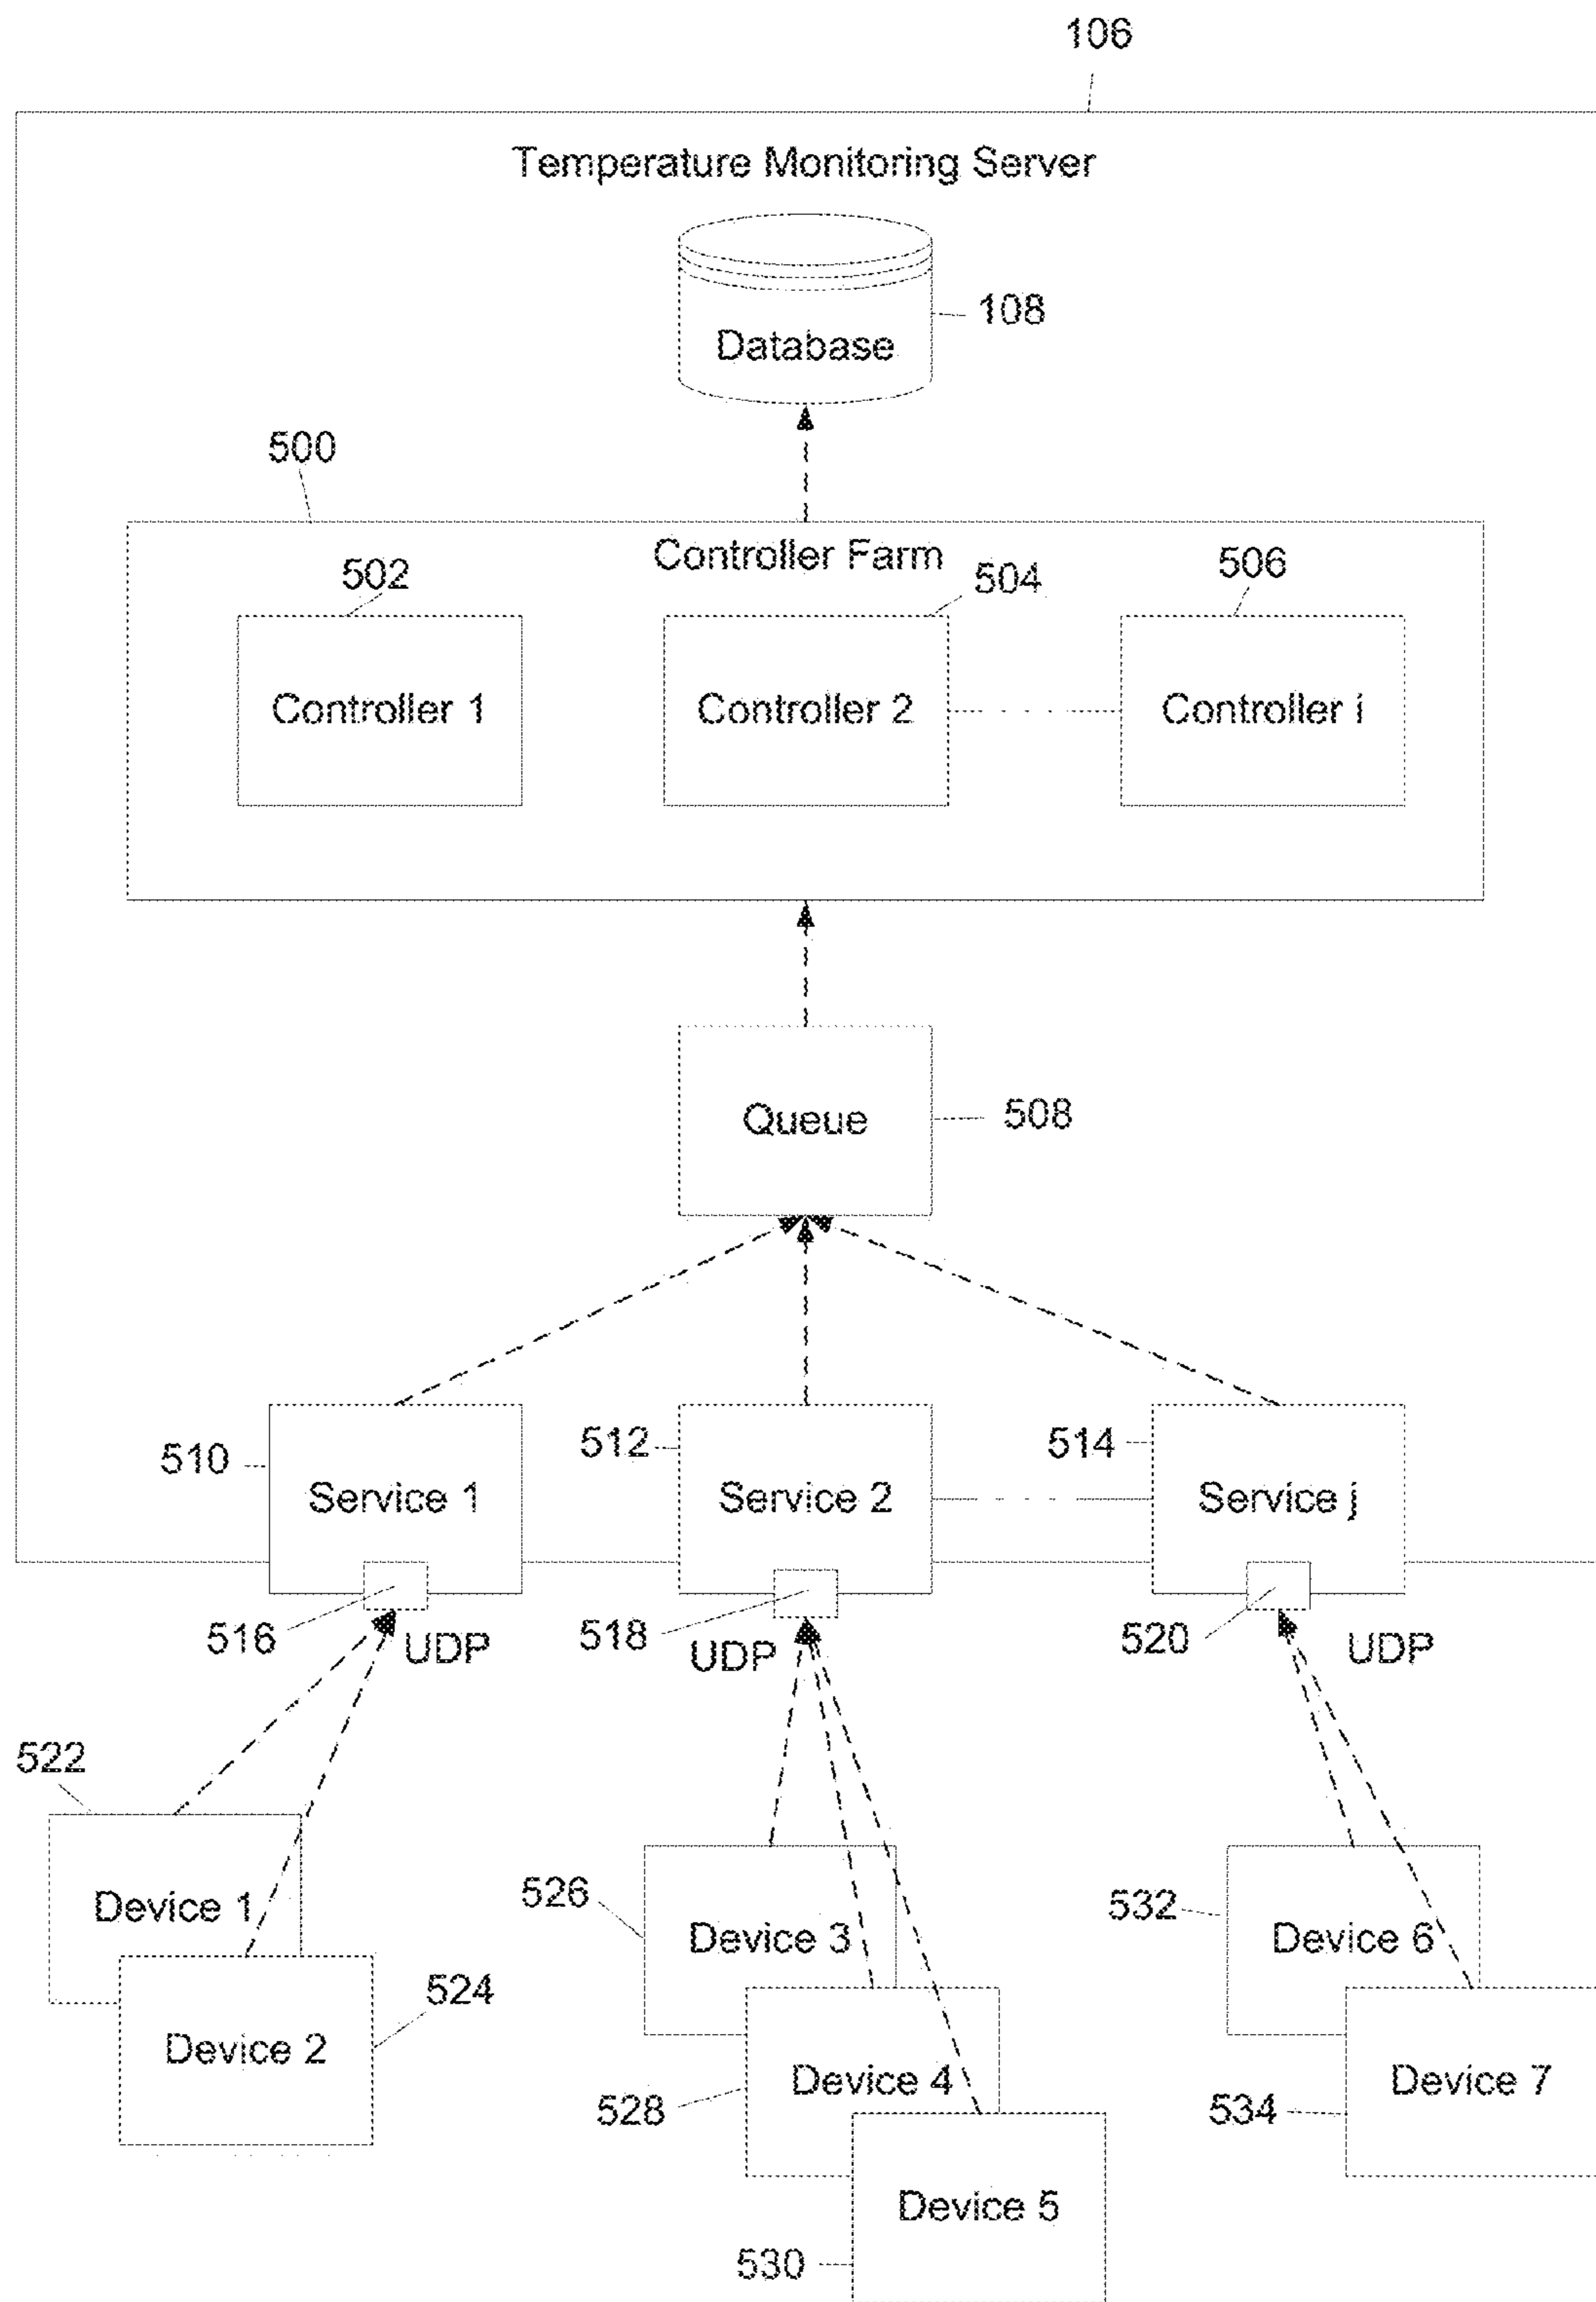 106
Temperature Monitoring Server
Database
108
500
Controller Farm
502
504
506
Controller 1
Controller 2
Controller i
Queue
508
510
512
514
Service 1
Service 2
Service j
516
UDP
518
UDP
520
UDP
522
Device 1
524
Device 2
526
Device 3
528
Device 4
530
Device 5
532
Device 6
534
Device 7